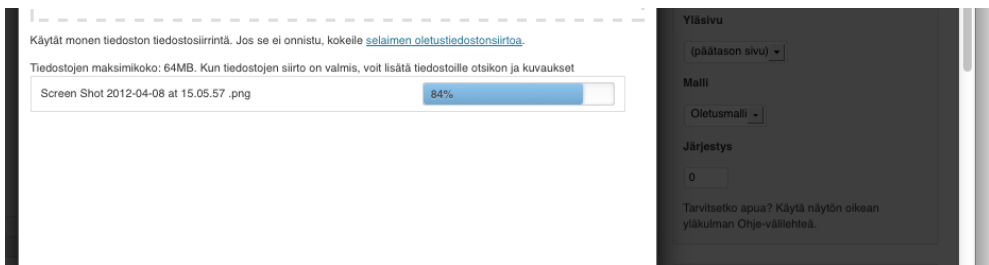 Käytät monen tiedoston tiedostosiirrintä. Jos se ei onnistu, kokeile selaimen oletustiedostonsiirtoa.
Tiedostojen maksimikoko: 64MB. Kun tiedostojen siirto on valmis, voit lisätä tiedostoille otsikon ja kuvaukset
Screen Shot 2012-04-08 at 15.05.57 .png
84%
Yläsivu
(päätason sivu)
Malli
Oletusmalli
Järjestys
0
Tarvitsetko apua? Käytä näytön oikean
yläkulman Ohje-välilehteä.